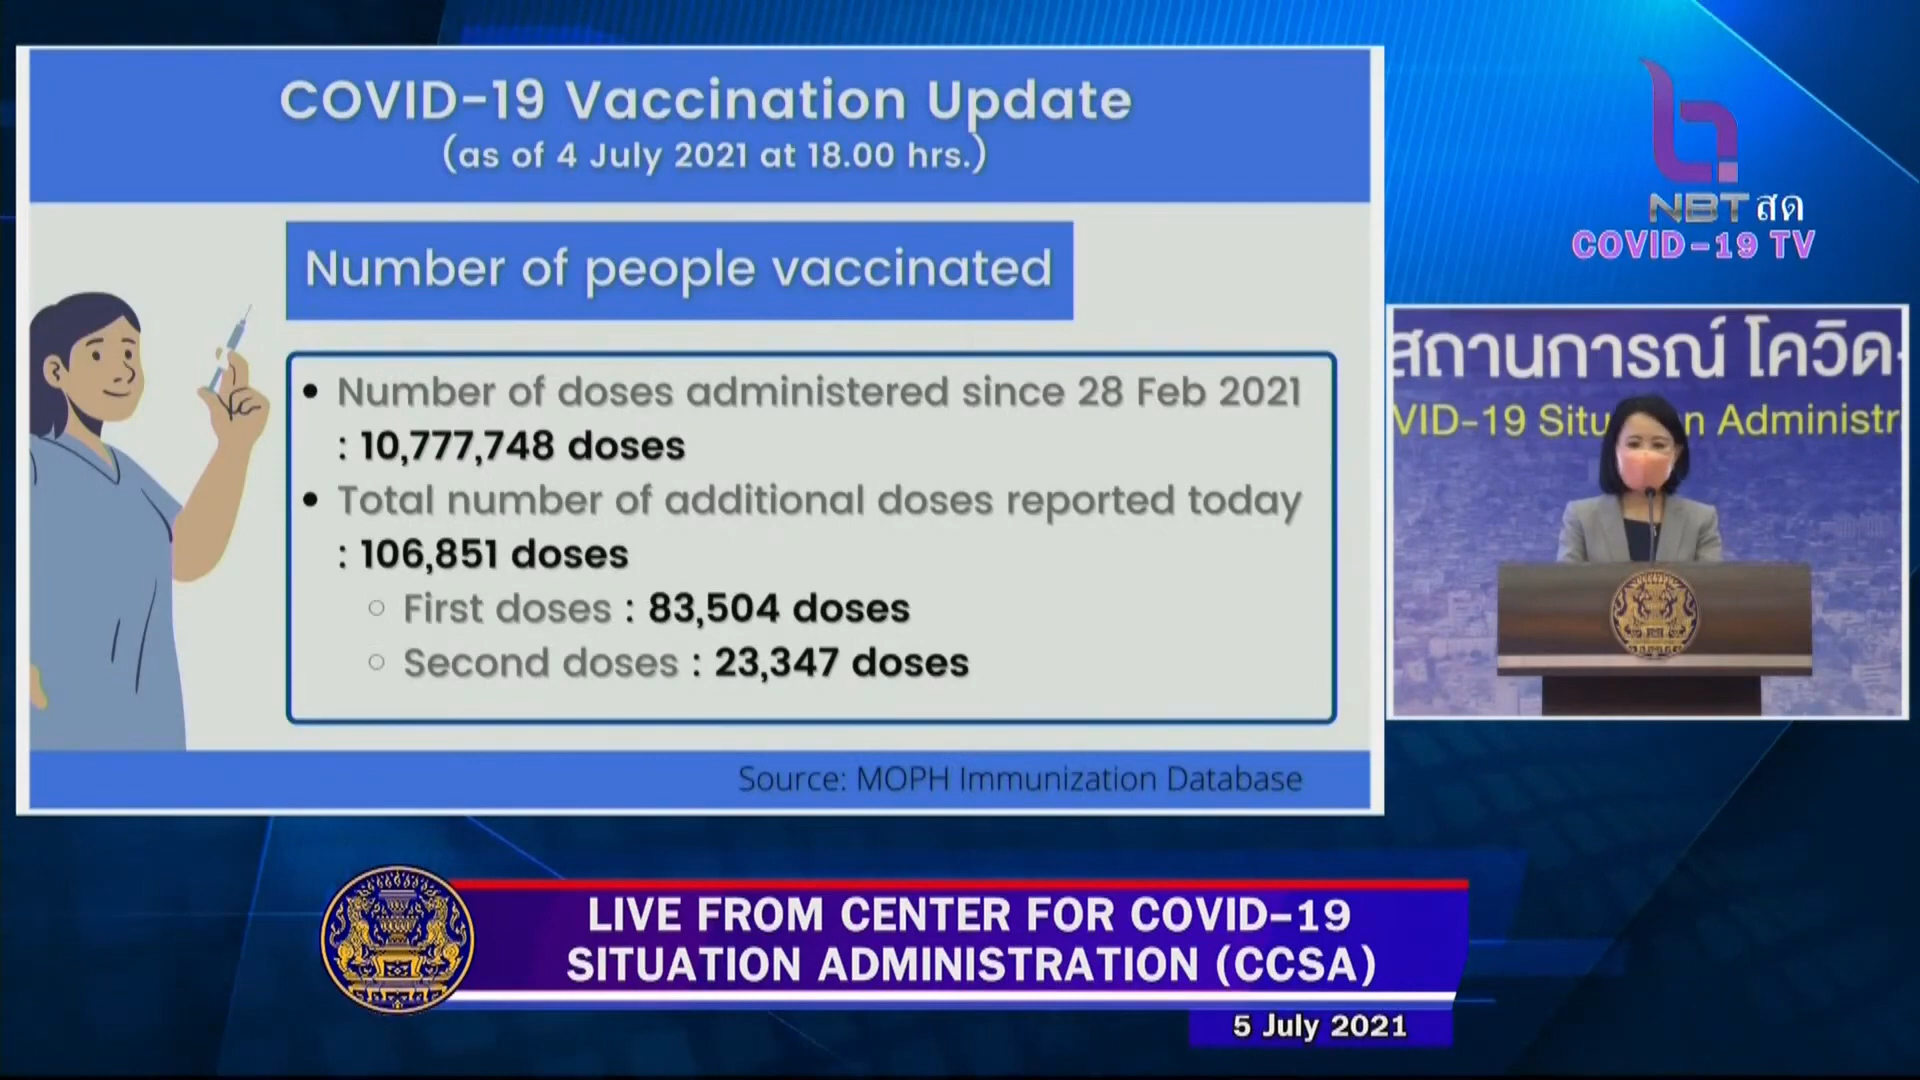 COVID-19 Vaccination Update
(as of 4 July 2021 at 18.00 hrs.)
Number of people vaccinated
Number of doses administered since 28 Feb 2021
: 10,777,748 doses
Total number of additional doses reported today
: 106,851 doses
First doses : 83,504 doses
Second doses : 23,347 doses
Source: MOPH Immunization Database
NBT สด
COVID-19 TV
สถานการณ์ โควิด-
VID-19 Situ n Administr
LIVE FROM CENTER FOR COVID-19
SITUATION ADMINISTRATION (CCSA)
5 July 2021